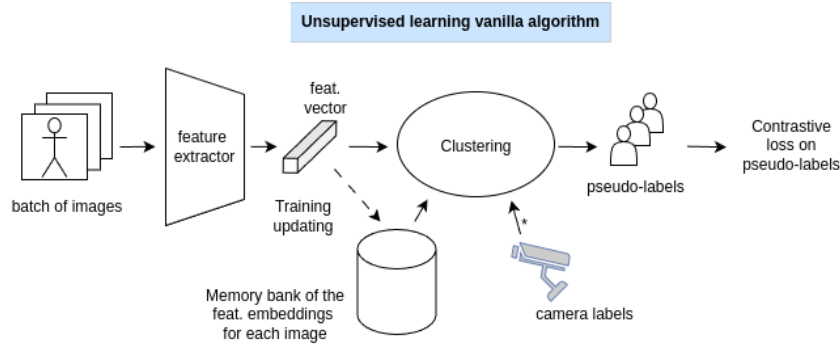 Unsupervised learning vanilla algorithm
batch of images
feature
extractor
feat.
vector
Training
updating
Memory bank of the
feat. embeddings
for each image
Clustering
*
camera labels
pseudo-labels
Contrastive
loss on
pseudo-labels